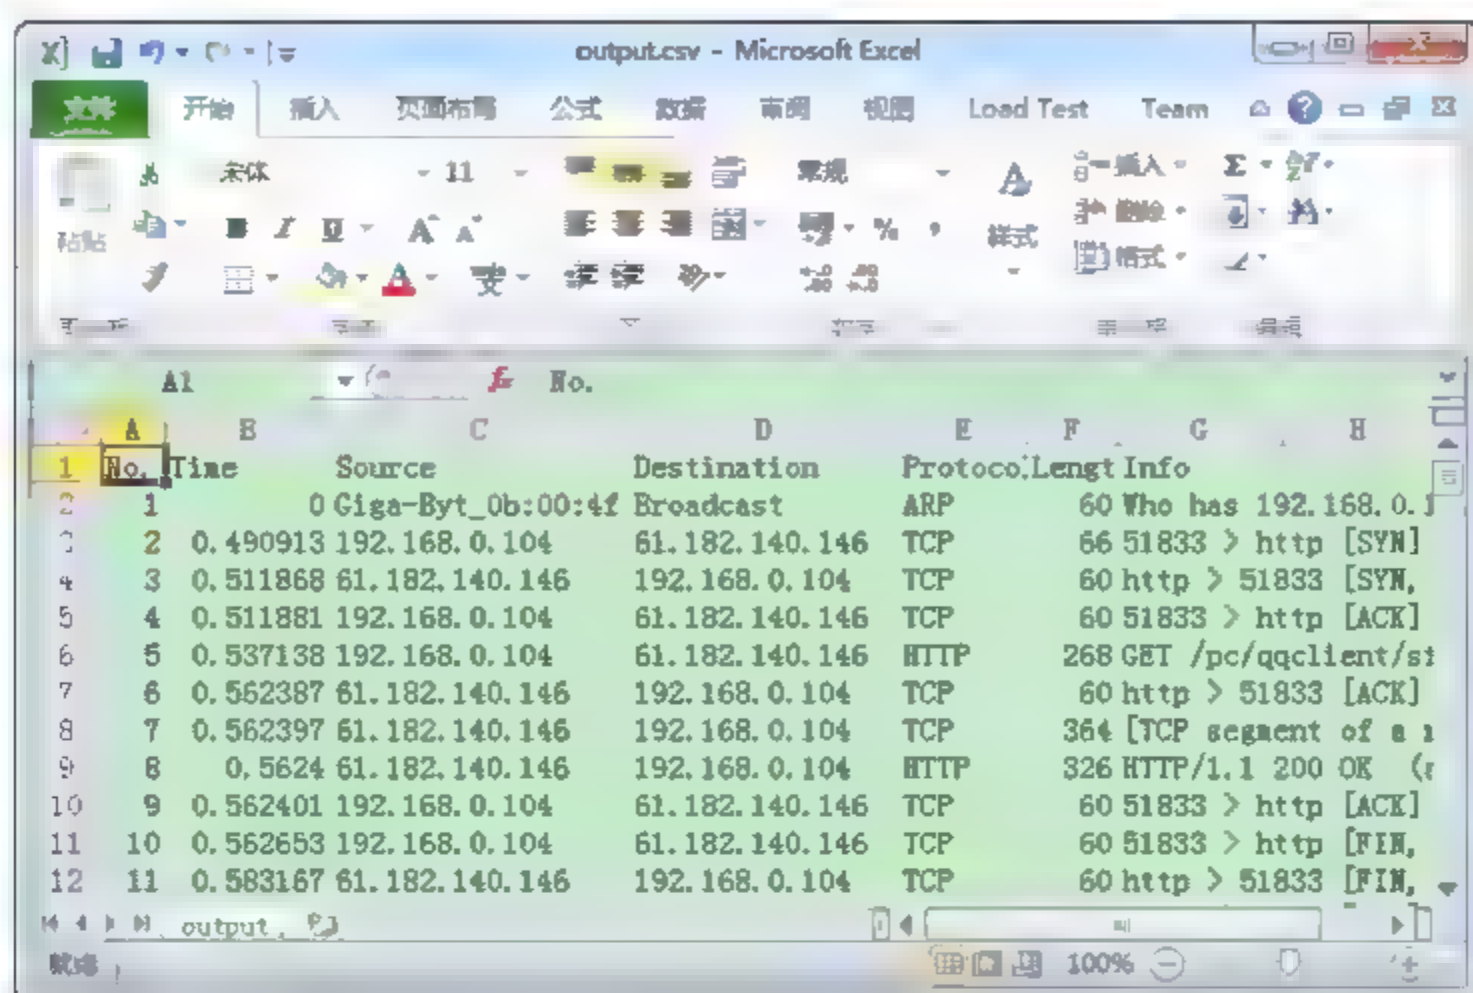 output.csv - Microsoft Excel
文件 开始 插入 页面布局 公式 数据 审阅 视图 Load Test Team
宋体 11 常规 插入
粘贴 B I U A A % , 样式 删除
A 变 格式
编辑
A1 fx No.
A B C D E F G H
1 No. Time Source Destination Protoco Lengt Info
2 1 0 Giga-Byt_0b:00:4f Broadcast ARP 60 Who has 192.168.0.1
3 2 0.490913 192.168.0.104 61.182.140.146 TCP 66 51833 > http [SYN]
4 3 0.511868 61.182.140.146 192.168.0.104 TCP 60 http > 51833 [SYN,
5 4 0.511881 192.168.0.104 61.182.140.146 TCP 60 51833 > http [ACK]
6 5 0.537138 192.168.0.104 61.182.140.146 HTTP 268 GET /pc/qqclient/st
7 6 0.562387 61.182.140.146 192.168.0.104 TCP 60 http > 51833 [ACK]
8 7 0.562397 61.182.140.146 192.168.0.104 TCP 364 [TCP segment of a
9 8 0.5624 61.182.140.146 192.168.0.104 HTTP 326 HTTP/1.1 200 OK
10 9 0.562401 192.168.0.104 61.182.140.146 TCP 60 51833 > http [ACK]
11 10 0.562653 192.168.0.104 61.182.140.146 TCP 60 51833 > http [FIN,
12 11 0.583167 61.182.140.146 192.168.0.104 TCP 60 http > 51833 [FIN,
output
就绪 100%